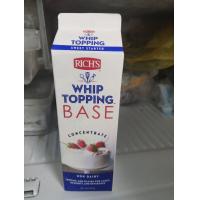 WHIP
TOPPING
SWEET STARTER
RICH'S
WHIP
TOPPING
BASE
CONCENTRATE
NON DAIRY